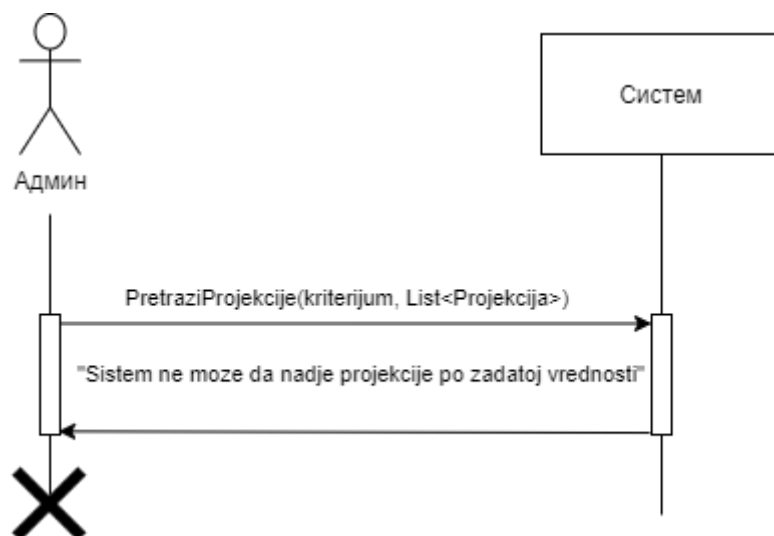 Систем
Админ
PretraziProjekcije(kriterijum, List<Projekcija>)
"Sistem ne moze da nadje projekcije po zadatoj vrednosti"